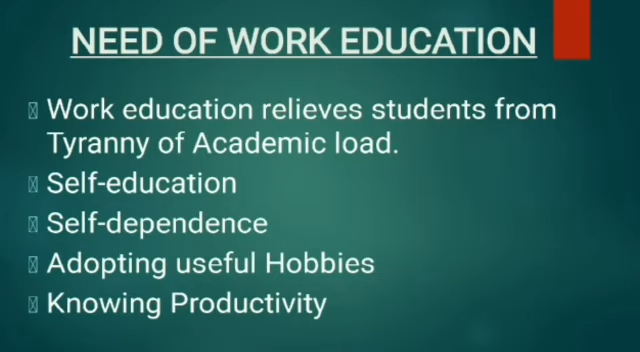 NEED OF WORK EDUCATION
Work education relieves students from
Tyranny of Academic load.
Self-education
Self-dependence
Adopting useful Hobbies
Knowing Productivity